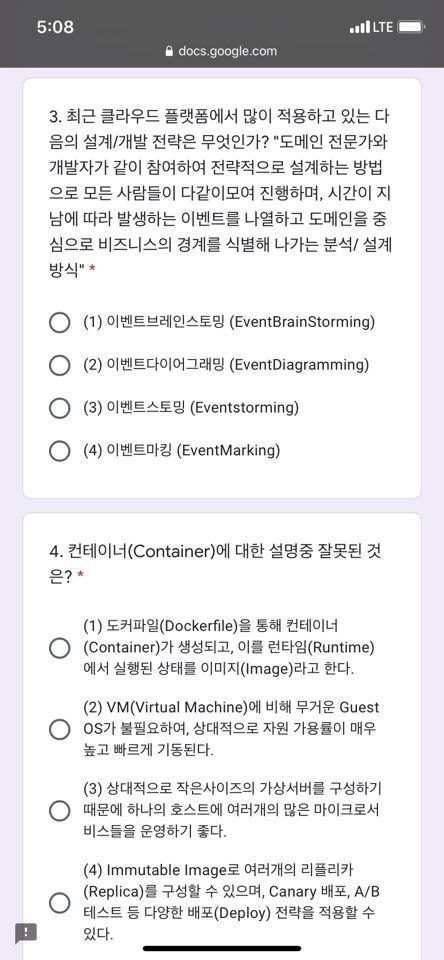 5:08
LTE
docs.google.com
3. 최근 클라우드 플랫폼에서 많이 적용하고 있는 다
음의 설계/개발 전략은 무엇인가? "도메인 전문가와
개발자가 같이 참여하여 전략적으로 설계하는 방법
으로 모든 사람들이 다같이모여 진행하며, 시간이 지
남에 따라 발생하는 이벤트를 나열하고 도메인을 중
심으로 비즈니스의 경계를 식별해 나가는 분석/ 설계
방식" *
(1) 이벤트브레인스토밍 (EventBrainStorming)
(2) 이벤트다이어그래밍 (EventDiagramming)
(3) 이벤트스토밍 (Eventstorming)
(4) 이벤트마킹 (EventMarking)
4. 컨테이너(Container)에 대한 설명중 잘못된 것
은? *
(1) 도커파일(Dockerfile)을 통해 컨테이너
(Container)가 생성되고, 이를 런타임(Runtime)
에서 실행된 상태를 이미지(Image)라고 한다.
(2) VM(Virtual Machine)에 비해 무거운 Guest
OS가 불필요하여, 상대적으로 자원 가용률이 매우
높고 빠르게 기동된다.
(3) 상대적으로 작은사이즈의 가상서버를 구성하기
때문에 하나의 호스트에 여러개의 많은 마이크로서
비스들을 운영하기 좋다.
(4) Immutable Image로 여러개의 리플리카
(Replica)를 구성할 수 있으며, Canary 배포, A/B
테스트 등 다양한 배포(Deploy) 전략을 적용할 수
있다.